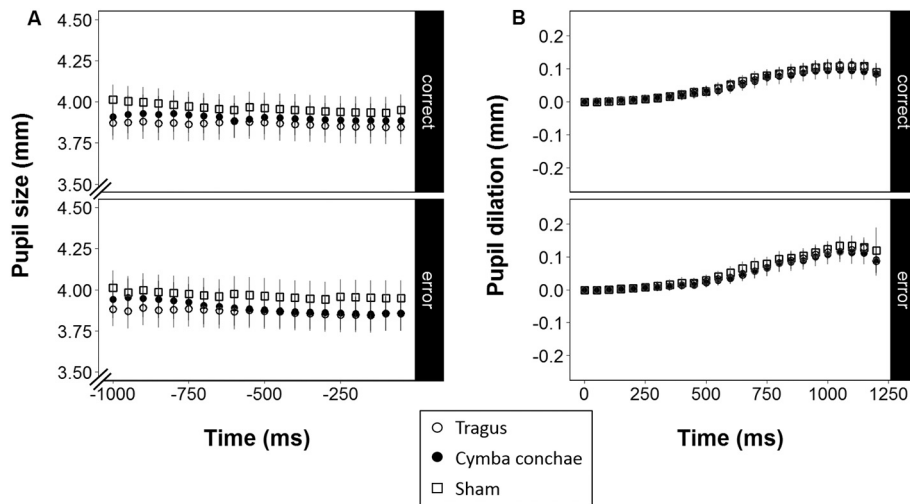 A
B
Pupil size (mm)
4.50
4.25
4.00
3.75
3.50
correct
4.50
4.25
4.00
3.75
3.50
error
-1000
-750
-500
-250
Time (ms)
Pupil dilation (mm)
0.2
0.1
0.0
-0.1
-0.2
correct
0.2
0.1
0.0
-0.1
-0.2
error
0
250
500
750
1000
1250
Time (ms)
Tragus
Cymba conchae
Sham